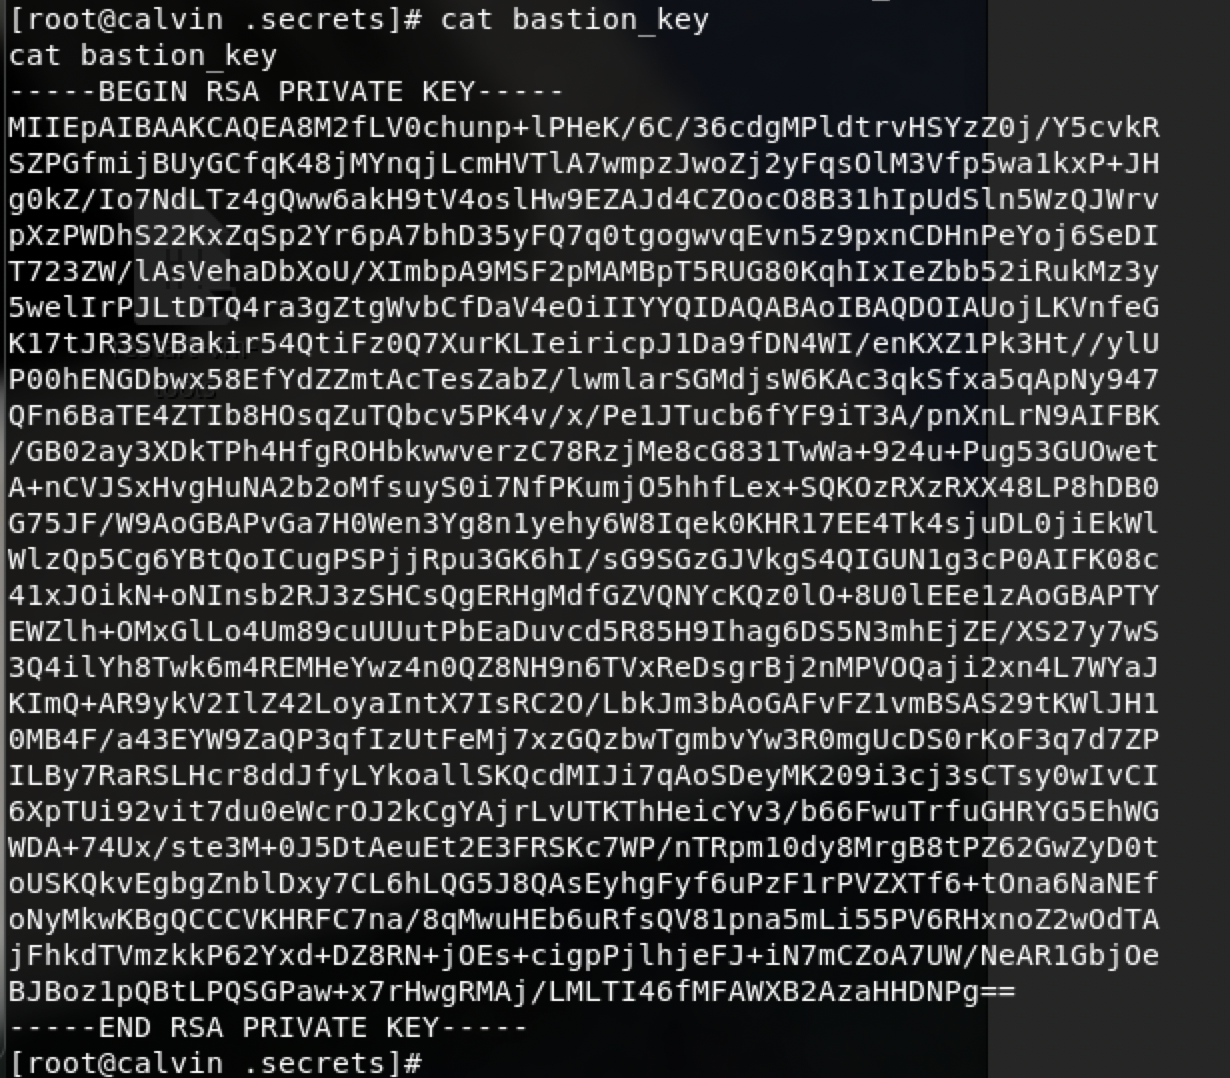 [root@calvin .secrets]# cat bastion_key
cat bastion_key
-----BEGIN RSA PRIVATE KEY-----
MIIEpAIBAAKCAQEA8M2fLV0chunp+lPHeK/6C/36cdgMPldtrvHSYzZ0j/Y5cvkR
SZPGfmijBUyGCfqK48jMYnqjLcmHVTlA7wmpzJwoZj2yFqsOlM3Vfp5wa1kxP+JH
g0kZ/Io7NdLTz4gQww6akH9tV4oslHw9EZAJd4CZOocO8B31hIpUdSln5WzQJWrv
pXzPWDhS22KxZqSp2Yr6pA7bhD35yFQ7q0tgogwvqEvn5z9pxnCDHnPeYoj6SeDI
T723ZW/lAsVehaDbXoU/XImbpA9MSF2pMAMBpT5RUG80KqhIxIeZbb52iRukMz3y
5welIrPJLtDTQ4ra3gZtgWvbCfDaV4eOiIIYYQIDAQABAoIBAQDOIAUojLKVnfeG
K17tJR3SVBakir54QtiFz0Q7XurKLIeiricpJ1Da9fDN4WI/enKXZ1Pk3Ht//ylU
P00hENGDbwx58EfYdZZmtAcTesZabZ/lwmlarSGMdjsW6KAc3qkSfxa5qApNy947
QFn6BaTE4ZTIb8HOsqZuTQbcv5PK4v/x/Pe1JTucb6fYF9iT3A/pnXnLrN9AIFBK
/GB02ay3XDkTPh4HfgROHbkwwverzC78RzjMe8cG831TwWa+924u+Pug53GUOwet
A+nCVJSxHvgHuNA2b2oMfsuyS0i7NfPKumjO5hhfLex+SQKOzRXzRXX48LP8hDB0
G75JF/W9AoGBAPvGa7H0Wen3Yg8n1yehy6W8Iqek0KHR17EE4Tk4sjuDL0jiEkWl
WlzQp5Cg6YBtQoICugPSPjjRpu3GK6hI/sG9SGzGJVkgS4QIGUN1g3cP0AIFK08c
41xJOikN+oNInsb2RJ3zSHCsQgERHgMdfGZVQNYcKQz0lO+8U0lEEe1zAoGBAPTY
EWZlh+OMxGlLo4Um89cuUUutPbEaDuvcd5R85H9Ihag6DS5N3mhEjZE/XS27y7wS
3Q4ilYh8Twk6m4REMHeYwz4n0QZ8NH9n6TVxReDsgrBj2nMPVOQaji2xn4L7WYaJ
KImQ+AR9ykV2IlZ42LoyaIntX7IsRC2O/LbkJm3bAoGAFvFZ1vmBSAS29tKWlJH1
0MB4F/a43EYW9ZaQP3qfIzUtFeMj7xzGQzbwTgmbvYw3R0mgUcDS0rKoF3q7d7ZP
ILBy7RaRSLHcr8ddJfyLYkoallSKQcdMIJi7qAoSDeyMK209i3cj3sCTsy0wIvCI
6XpTUi92vit7du0eWcrOJ2kCgYAjrLvUTKThHeicYv3/b66FwuTrfuGHRYG5EhWG
WDA+74Ux/ste3M+0J5DtAeuEt2E3FRSKc7WP/nTRpm10dy8MrgB8tPZ62GwZyD0t
oUSKQkvEgbgZnblDxy7CL6hLQG5J8QAsEyhgFyf6uPzF1rPVZXTf6+tOna6NaNEf
oNyMkwKBgQCCCVKHRFC7na/8qMwuHEb6uRfsQV81pna5mLi55PV6RHxnoZ2wOdTA
jFhkdTVmzkkP62Yxd+DZ8RN+jOEs+cigpPjlhjeFJ+iN7mCZoA7UW/NeAR1GbjOe
BJBoz1pQBtLPQSGPaw+x7rHwgRMAj/LMLTI46fMFAWXB2AzaHHDNPg==
-----END RSA PRIVATE KEY-----
[root@calvin .secrets]#